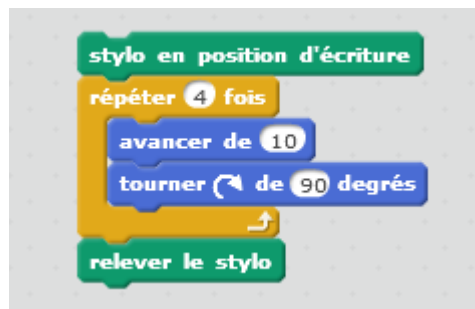 stylo en position d'écriture
répéter 4 fois
avancer de 10
tourner de 90 degrés
relever le stylo